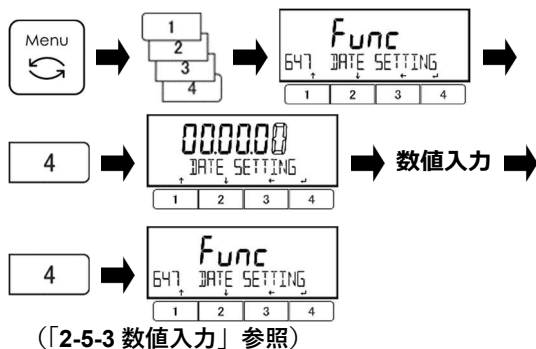 Menu
1
2
3
4
Func
647 DATE SETTING
↑ ↓ ← ↵
1 2 3 4
4
00.00.00
DATE SETTING
↑ ↓ ← ↵
1 2 3 4
数値入力
4
Func
647 DATE SETTING
↑ ↓ ← ↵
1 2 3 4
（「2-5-3 数値入力」参照）